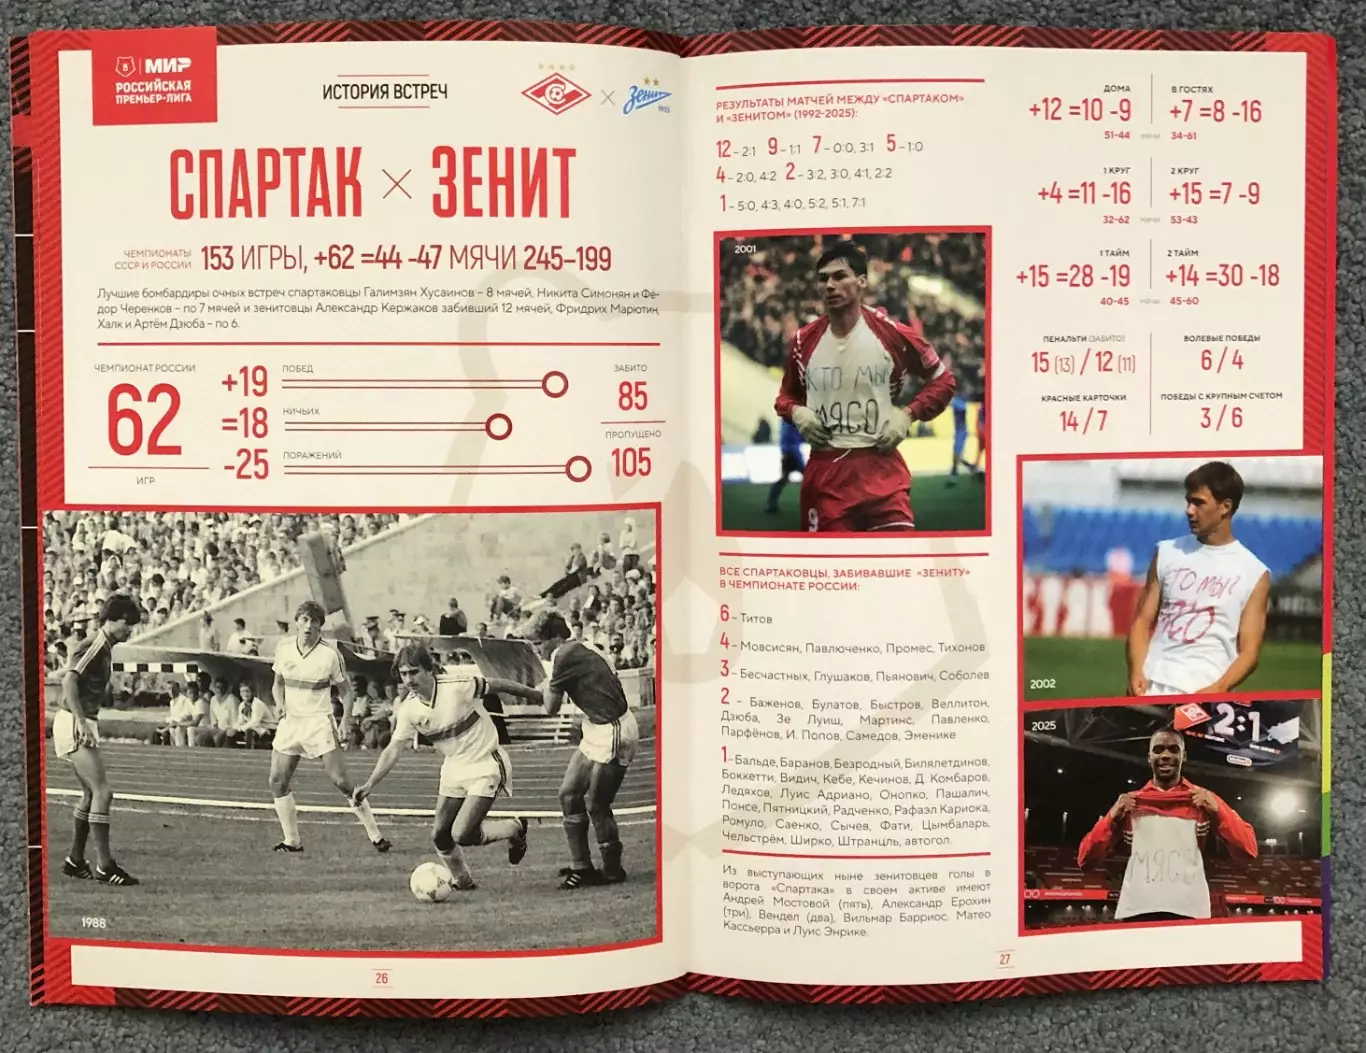 МИР
РОССИЙСКАЯ
ПРЕМЬЕР-ЛИГА
ИСТОРИЯ ВСТРЕЧ
×
Зенит
СПАРТАК × ЗЕНИТ
ЧЕМПИОНАТЫ
СССР И РОССИИ
153 ИГРЫ, +62 =44 -47 МЯЧИ 245–199
Лучшие бомбардиры очных встреч спартаковцы Галимзян Хусаинов – 8 мячей, Никита Симонян и Фё-
дор Черенков – по 7 мячей и зенитовцы Александр Кержаков забивший 12 мячей, Фридрих Марютин,
Халк и Артём Дзюба – по 6.
ЧЕМПИОНАТ РОССИИ
62
ИГР
+19 ПОБЕД
=18 НИЧЬИХ
-25 ПОРАЖЕНИЙ
ЗАБИТО
85
ПРОПУЩЕНО
105
1988
26
РЕЗУЛЬТАТЫ МАТЧЕЙ МЕЖДУ «СПАРТАКОМ»
И «ЗЕНИТОМ» (1992-2025):
12 – 2:1 9 – 1:1 7 – 0:0, 3:1 5 – 1:0
4 – 2:0, 4:2 2 – 3:2, 3:0, 4:1, 2:2
1 – 5:0, 4:3, 4:0, 5:2, 5:1, 7:1
2001
КТО МЫ
МЯСО
9
ВСЕ СПАРТАКОВЦЫ, ЗАБИВАВШИЕ «ЗЕНИТУ»
В ЧЕМПИОНАТЕ РОССИИ:
6 – Титов
4 – Мовсисян, Павлюченко, Промес, Тихонов
3 – Бесчастных, Глушаков, Пьянович, Соболев
2 – Баженов, Булатов, Быстров, Веллитон,
Дзюба, Зе Луиш, Мартинс, Павленко,
Парфёнов, И. Попов, Самедов, Эменике
1 – Бальде, Баранов, Безродный, Билялетдинов,
Боккетти, Видич, Кебе, Кечинов, Д. Комбаров,
Ледяхов, Луис Адриано, Онопко, Пашалич,
Понсе, Пятницкий, Радченко, Рафаэл Кариока,
Ромуло, Саенко, Сычев, Фати, Цымбаларь,
Чельстрём, Ширко, Штранцль, автогол.
Из выступающих ныне зенитовцев голы в
ворота «Спартака» в своем активе имеют
Андрей Мостовой (пять), Александр Ерохин
(три), Вендел (два), Вильмар Барриос, Матео
Кассьерра и Луис Энрике.
27
ДОМА
+12 =10 -9
51-44 МЯЧИ
В ГОСТЯХ
+7 =8 -16
34-61
1 КРУГ
+4 =11 -16
32-62 МЯЧИ
2 КРУГ
+15 =7 -9
53-43
1 ТАЙМ
+15 =28 -19
40-45 МЯЧИ
2 ТАЙМ
+14 =30 -18
45-60
ПЕНАЛЬТИ (ЗАБИТО)
15 (13) / 12 (11)
ВОЛЕВЫЕ ПОБЕДЫ
6 / 4
КРАСНЫЕ КАРТОЧКИ
14 / 7
ПОБЕДЫ С КРУПНЫМ СЧЕТОМ
3 / 6
2002
КТО МЫ?
МЯСО
2025
2:1
МЯСО